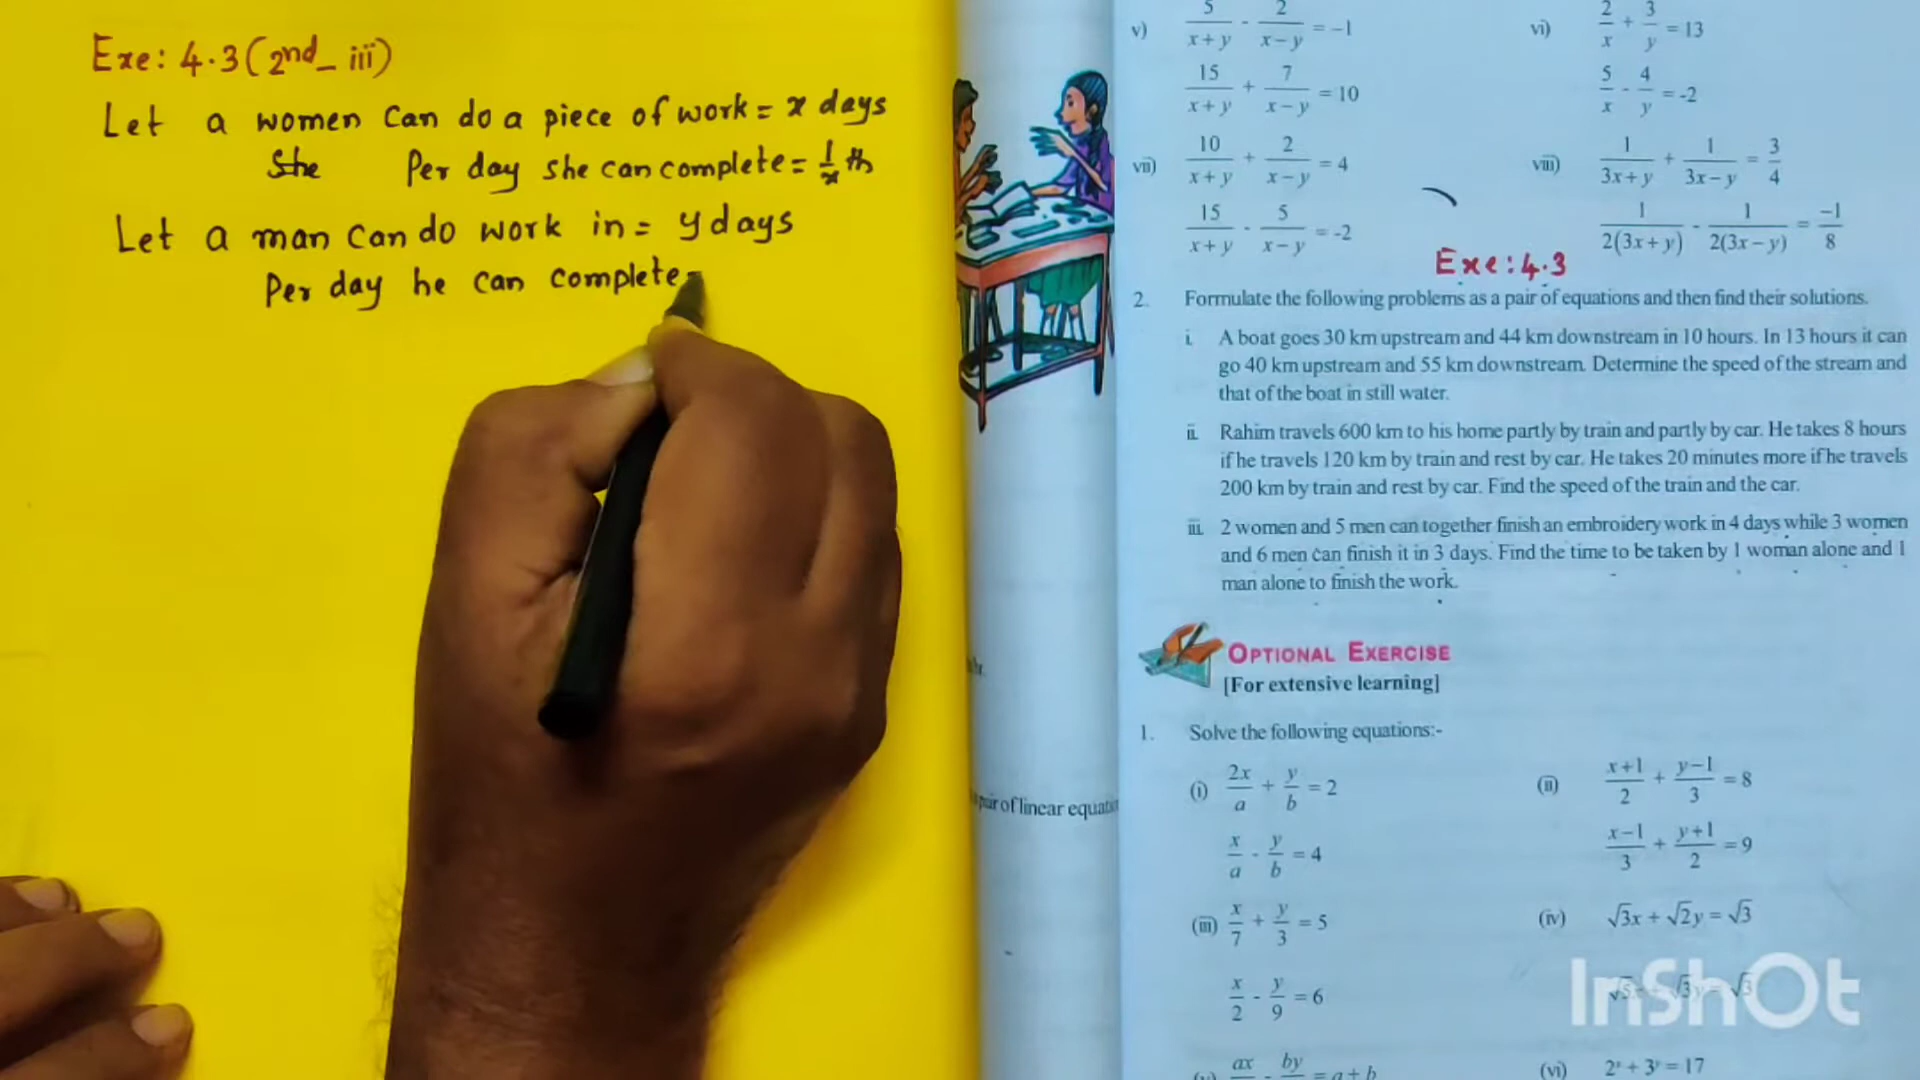 Exe: 4.3(2nd_ iii)
Let a women Can do a piece of work = x days
She Per day she can complete = 1/x th
Let a man Can do work in = y days
Per day he can complete=
v) 5/(x+y) - 2/(x-y) = -1
15/(x+y) + 7/(x-y) = 10
vi) 2/x + 3/y = 13
5/x - 4/y = -2
vii) 10/(x+y) + 2/(x-y) = 4
15/(x+y) - 5/(x-y) = -2
viii) 1/(3x+y) + 1/(3x-y) = 3/4
1/2(3x+y) - 1/2(3x-y) = -1/8
Exe: 4.3
2. Formulate the following problems as a pair of equations and then find their solutions.
i. A boat goes 30 km upstream and 44 km downstream in 10 hours. In 13 hours it can
go 40 km upstream and 55 km downstream. Determine the speed of the stream and
that of the boat in still water.
ii. Rahim travels 600 km to his home partly by train and partly by car. He takes 8 hours
if he travels 120 km by train and rest by car. He takes 20 minutes more if he travels
200 km by train and rest by car. Find the speed of the train and the car.
iii. 2 women and 5 men can together finish an embroidery work in 4 days while 3 women
and 6 men can finish it in 3 days. Find the time to be taken by 1 woman alone and 1
man alone to finish the work.
OPTIONAL EXERCISE
[For extensive learning]
1. Solve the following equations:-
(i) 2x/a + y/b = 2
x/a - y/b = 4
(ii) (x+1)/2 + (y-1)/3 = 8
(x-1)/3 + (y+1)/2 = 9
pair of linear
(iii) x/7 + y/3 = 5
x/2 - y/9 = 6
(iv) √3x + √2y = √3
InShOt
(vi) 2ˣ + 3ʸ = 17